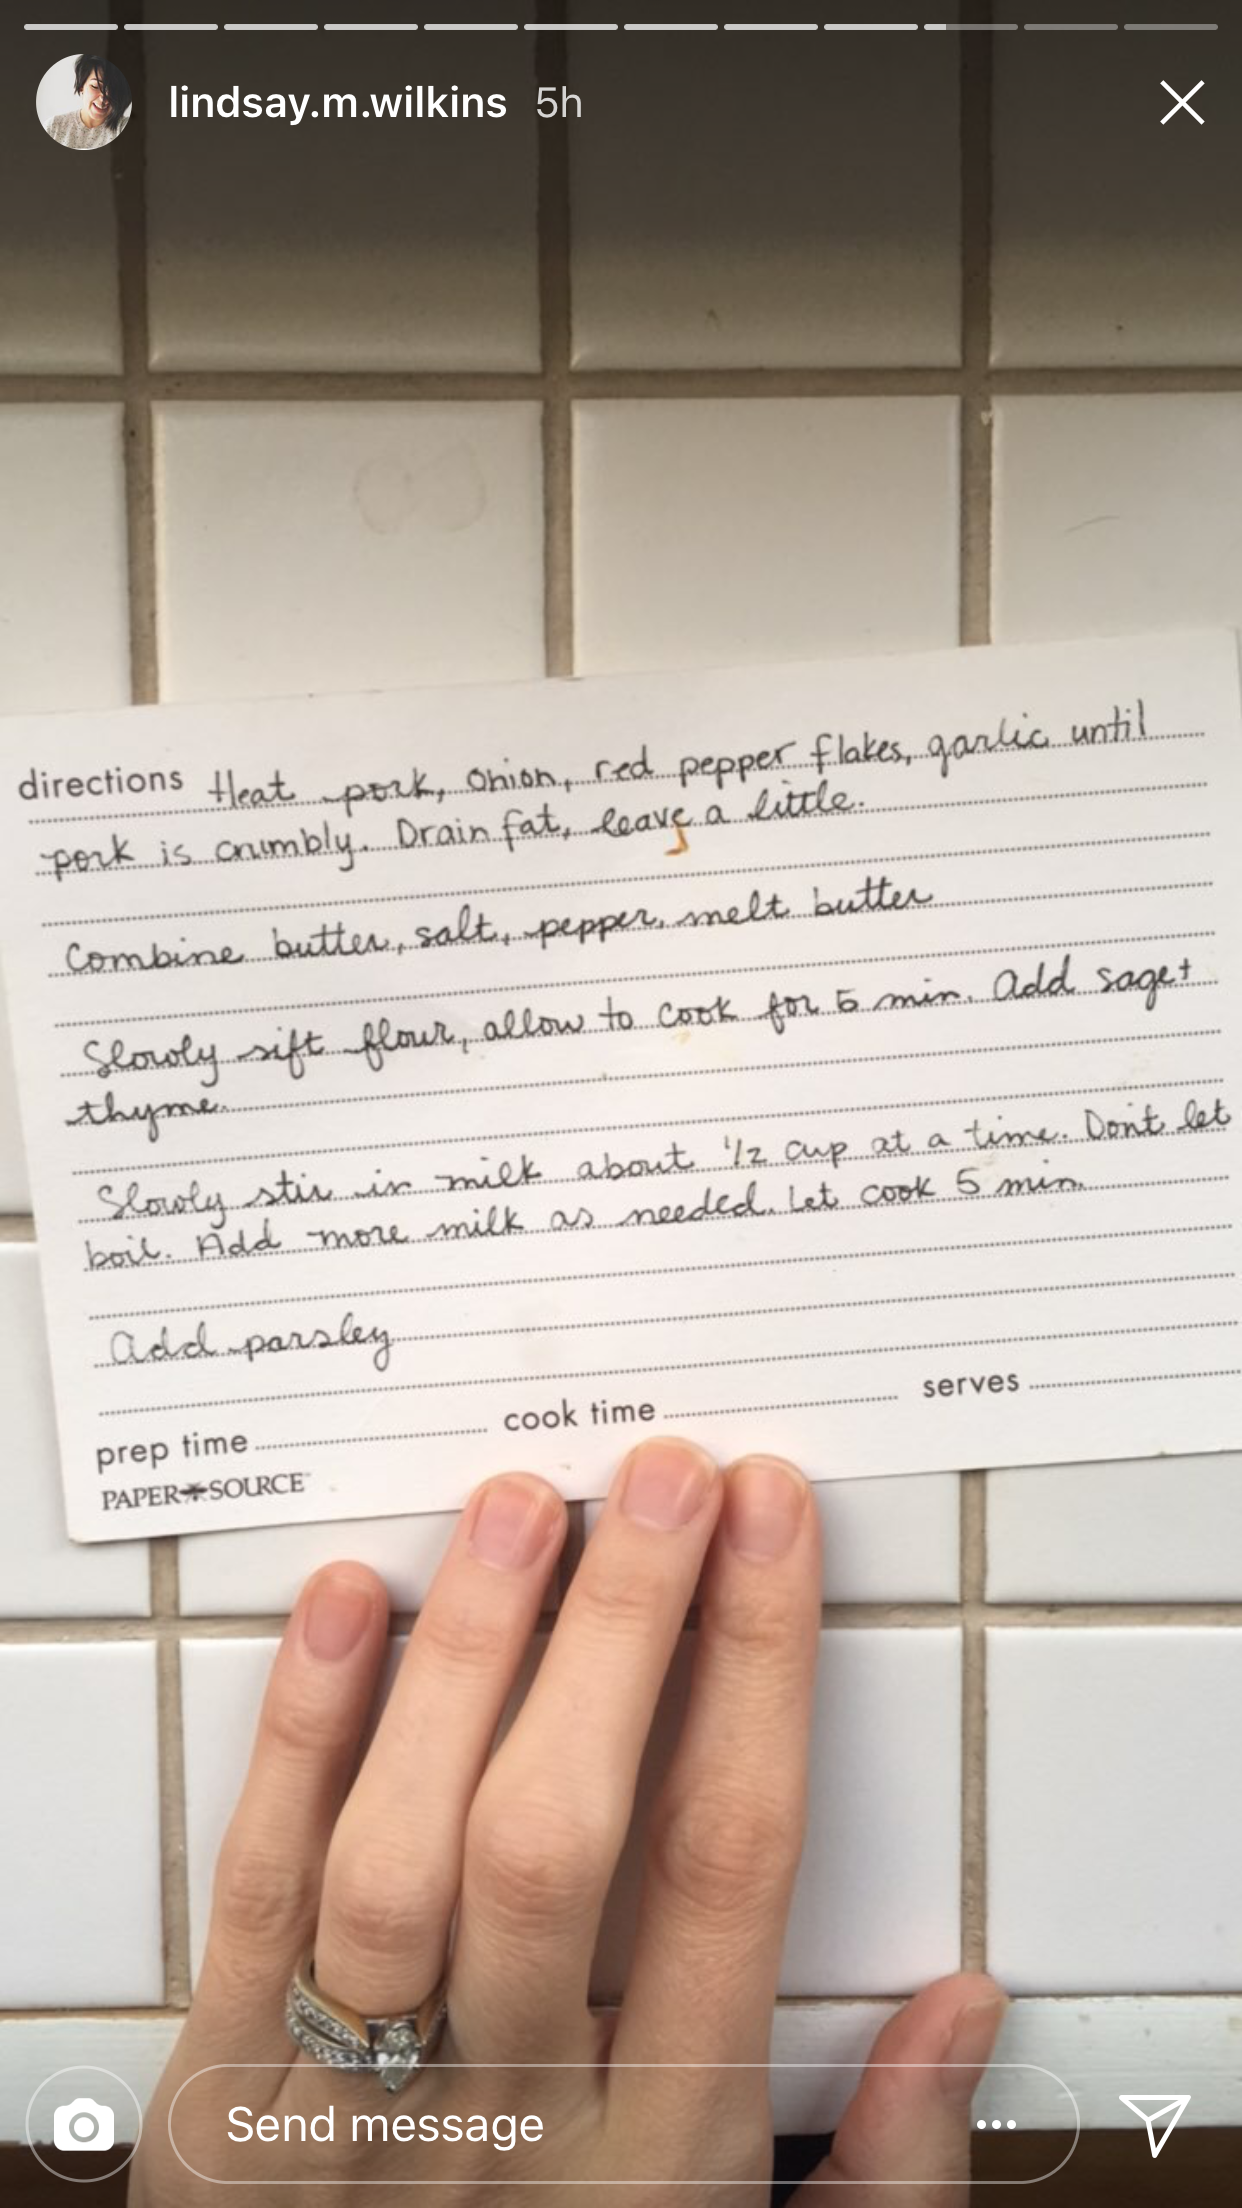 lindsay.m.wilkins 5h
directions Heat pork, onion, red pepper flakes, garlic until
pork is crumbly. Drain fat, leave a little.
Combine butter, salt, pepper, melt butter
Slowly sift flour, allow to cook for 5 min. Add sage +
thyme.
Slowly stir in milk about 1/2 cup at a time. Don't let
boil. Add more milk as needed. Let cook 5 min.
Add parsley
prep time cook time serves
PAPER SOURCE
Send message